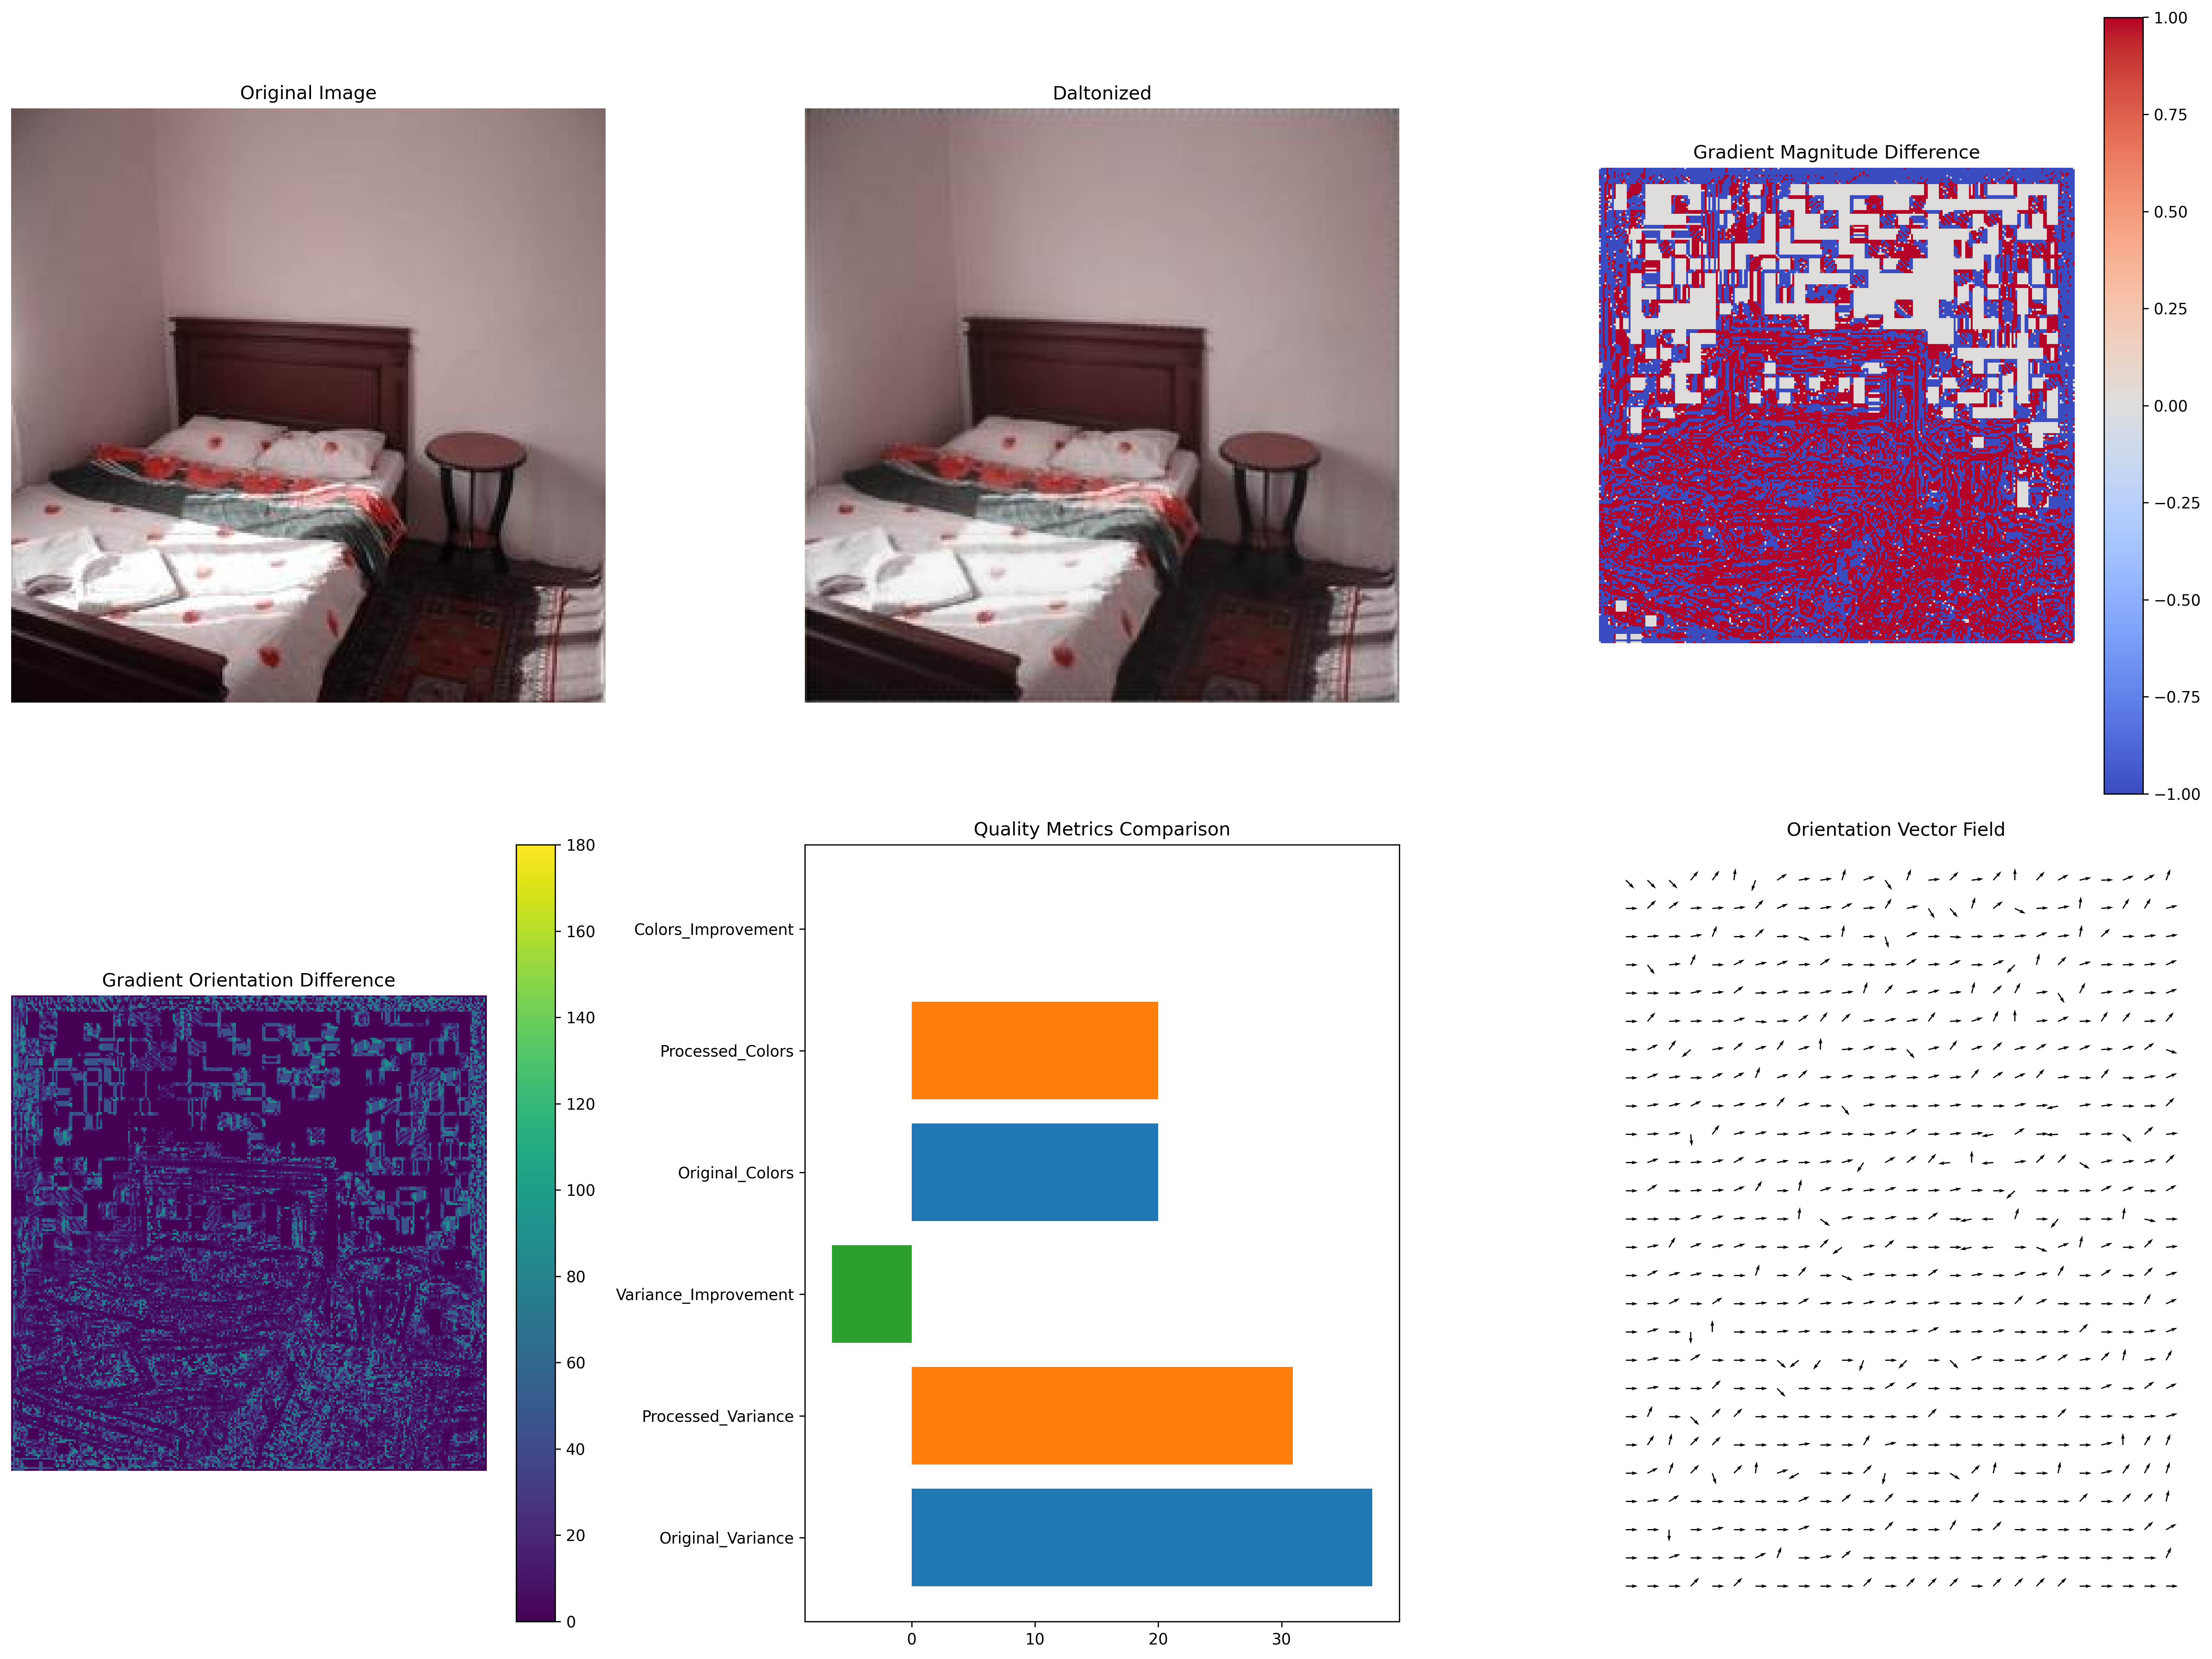 Original Image
Daltonized
Gradient Magnitude Difference
1.00
0.75
0.50
0.25
0.00
−0.25
−0.50
−0.75
−1.00
Gradient Orientation Difference
180
160
140
120
100
80
60
40
20
0
Quality Metrics Comparison
Colors_Improvement
Processed_Colors
Original_Colors
Variance_Improvement
Processed_Variance
Original_Variance
0 10 20 30
Orientation Vector Field